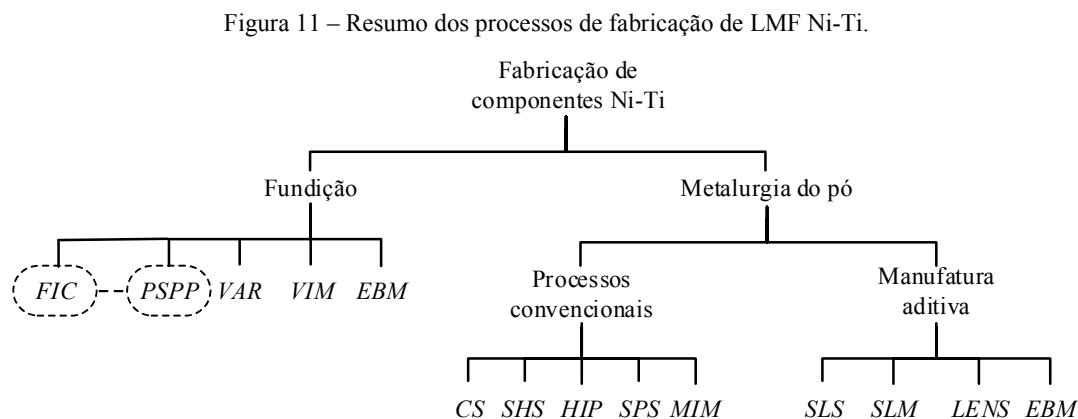 Figura 11 – Resumo dos processos de fabricação de LMF Ni-Ti.
Fabricação de
componentes Ni-Ti
Fundição
Metalurgia do pó
FIC PSPP VAR VIM EBM
Processos
convencionais
Manufatura
aditiva
CS SHS HIP SPS MIM
SLS SLM LENS EBM